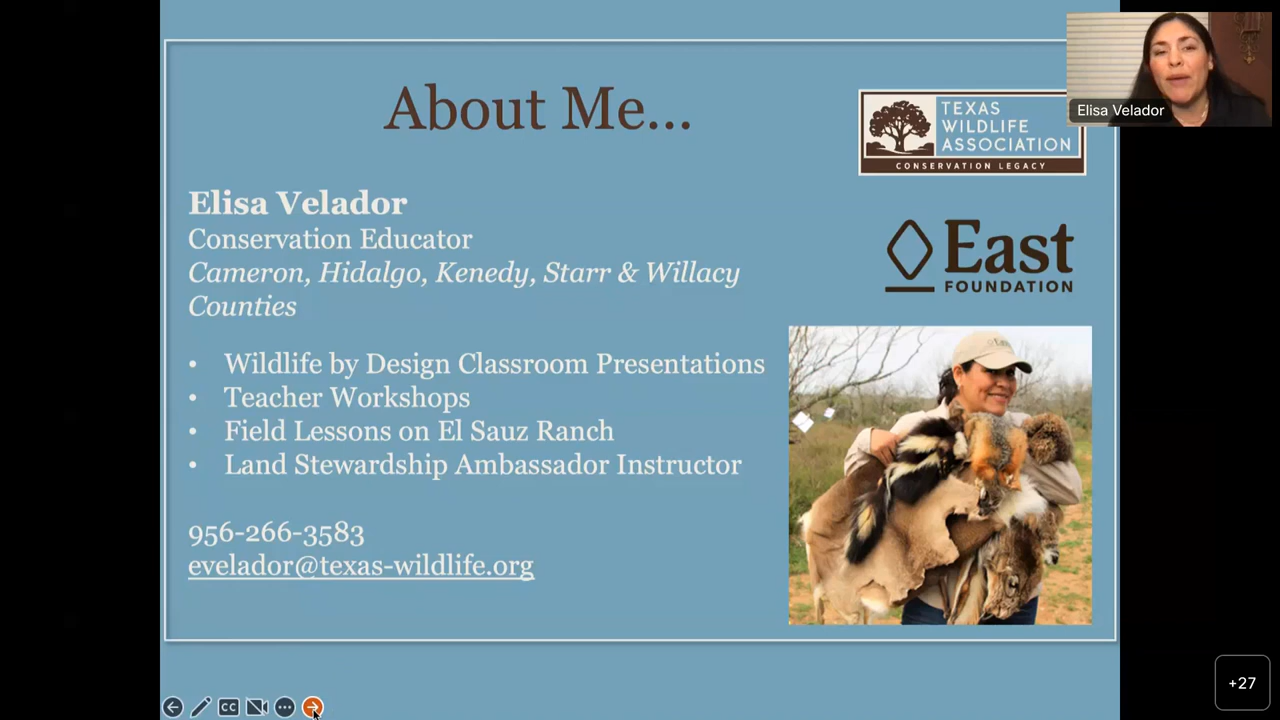 About Me...
TEXAS
WILDLIFE
ASSOCIATION
CONSERVATION LEGACY
Elisa Velador
Elisa Velador
Conservation Educator
Cameron, Hidalgo, Kenedy, Starr & Willacy
Counties
East
FOUNDATION
• Wildlife by Design Classroom Presentations
• Teacher Workshops
• Field Lessons on El Sauz Ranch
• Land Stewardship Ambassador Instructor
956-266-3583
evelador@texas-wildlife.org
CC
+27